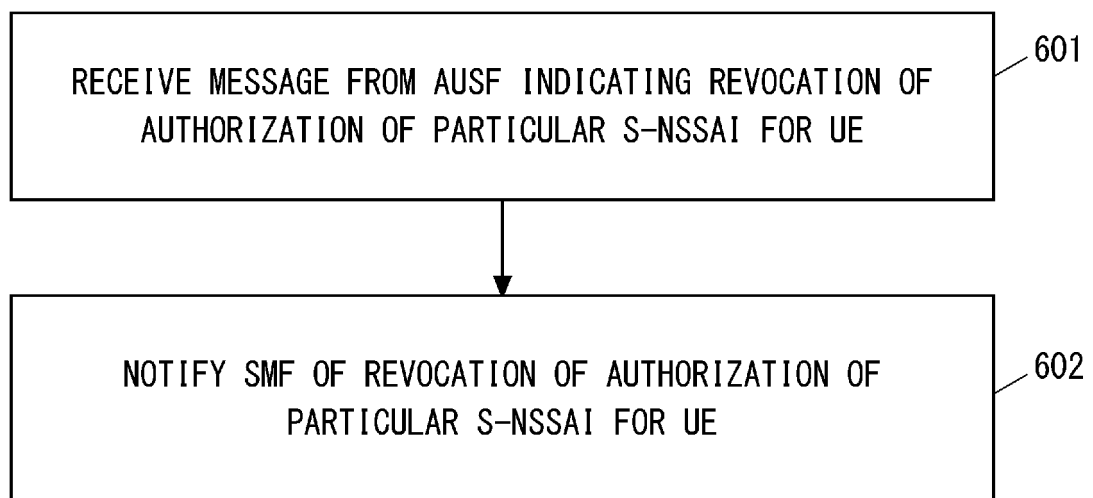 RECEIVE MESSAGE FROM AUSF INDICATING REVOCATION OF
AUTHORIZATION OF PARTICULAR S-NSSAI FOR UE
601
NOTIFY SMF OF REVOCATION OF AUTHORIZATION OF
PARTICULAR S-NSSAI FOR UE
602